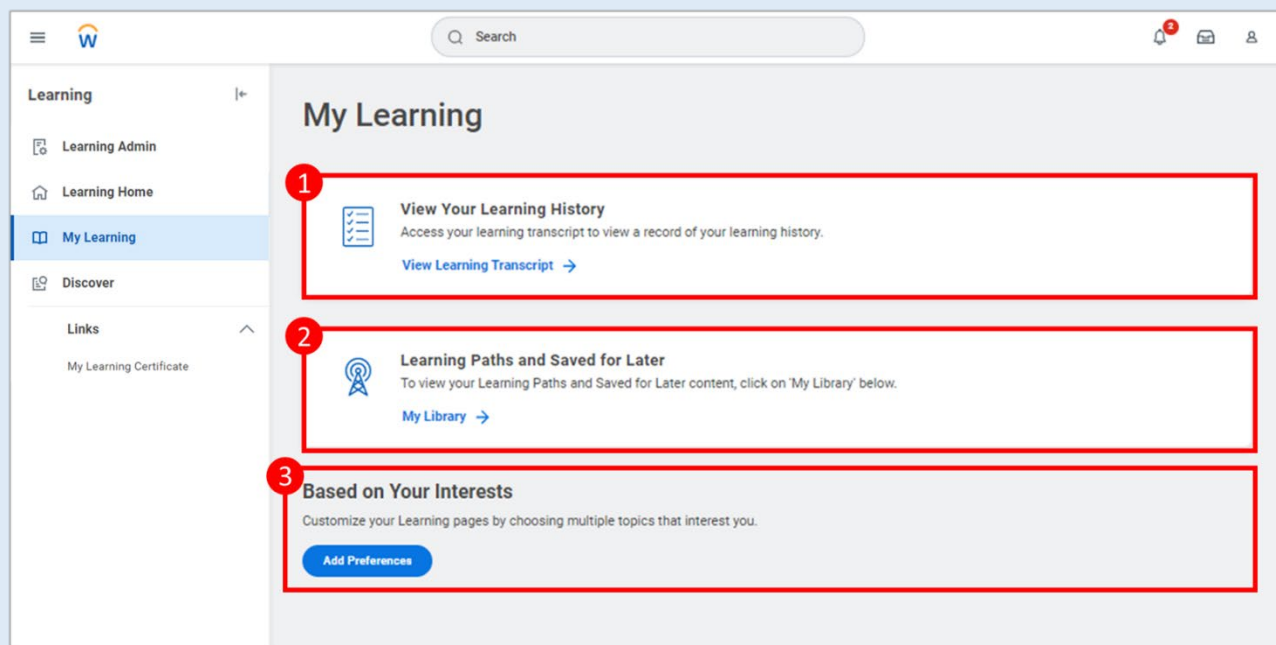 W
Search
2
Learning
Learning Admin
Learning Home
My Learning
Discover
Links
My Learning Certificate
My Learning
1
View Your Learning History
Access your learning transcript to view a record of your learning history.
View Learning Transcript →
2
Learning Paths and Saved for Later
To view your Learning Paths and Saved for Later content, click on 'My Library' below.
My Library →
3
Based on Your Interests
Customize your Learning pages by choosing multiple topics that interest you.
Add Preferences